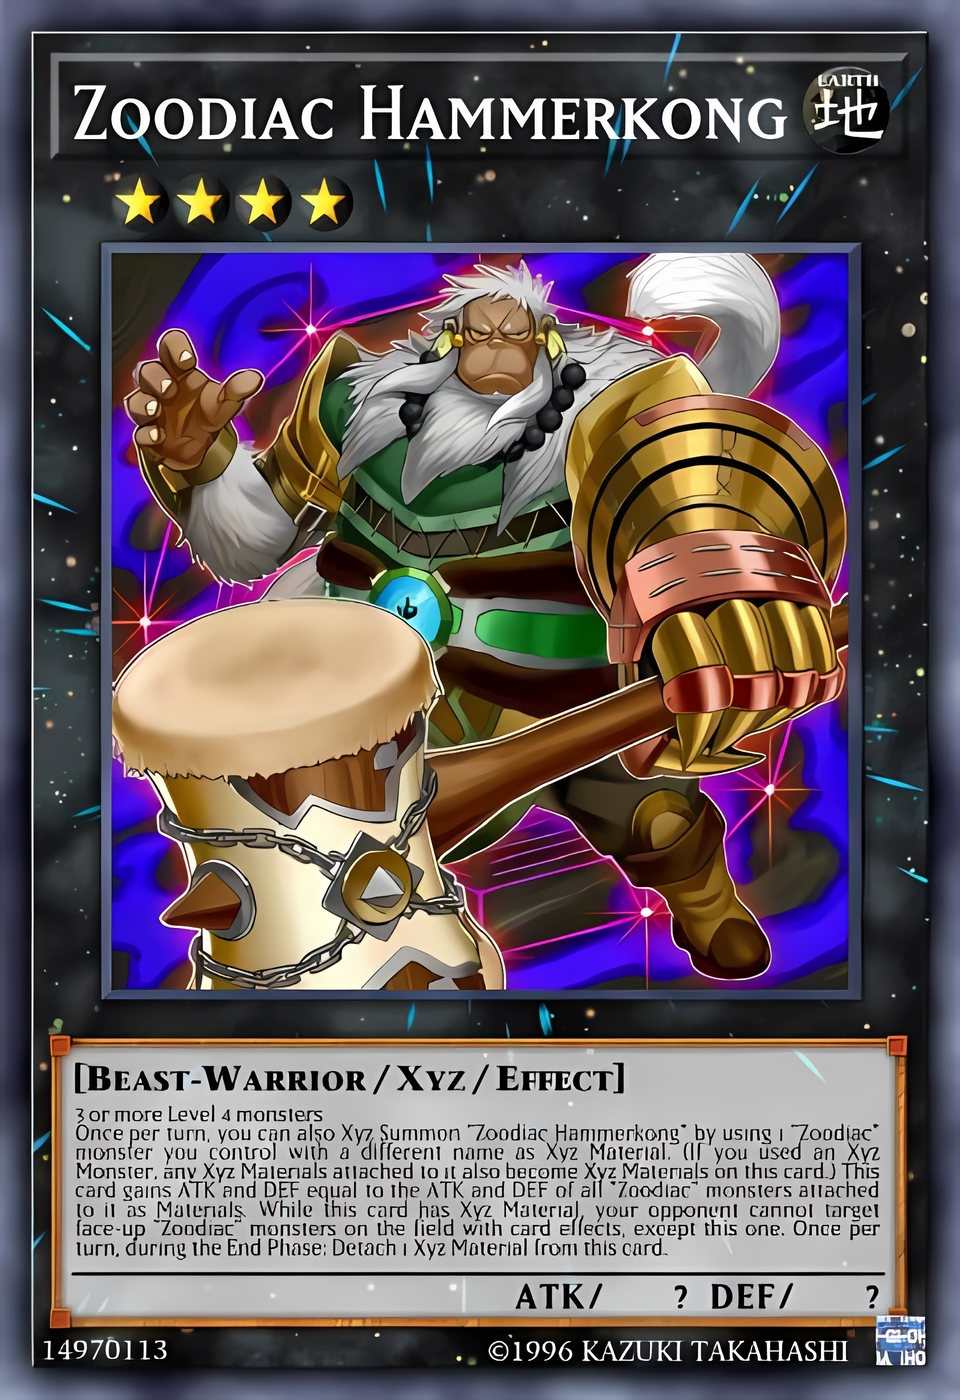 ZOODIAC HAMMERKONG
EARTH
地
[BEAST-WARRIOR / XYZ / EFFECT]
3 or more Level 4 monsters
Once per turn, you can also Xyz Summon "Zoodiac Hammerkong" by using 1 "Zoodiac"
monster you control with a different name as Xyz Material. (If you used an Xyz
Monster, any Xyz Materials attached to it also become Xyz Materials on this card.) This
card gains ATK and DEF equal to the ATK and DEF of all "Zoodiac" monsters attached
to it as Materials. While this card has Xyz Material, your opponent cannot target
face-up "Zoodiac" monsters on the field with card effects, except this one. Once per
turn, during the End Phase: Detach 1 Xyz Material from this card.
ATK/ ? DEF/ ?
14970113 ©1996 KAZUKI TAKAHASHI